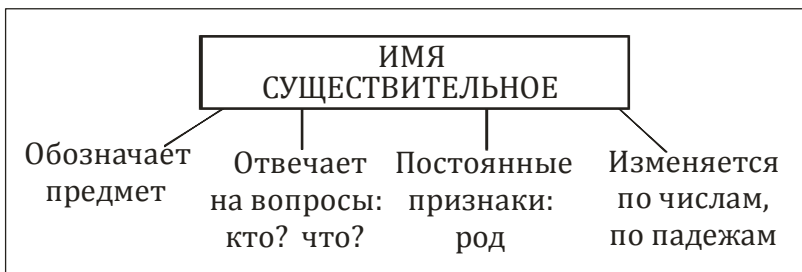 ИМЯ
СУЩЕСТВИТЕЛЬНОЕ
Обозначает
предмет
Отвечает
на вопросы:
кто? что?
Постоянные
признаки:
род
Изменяется
по числам,
по падежам